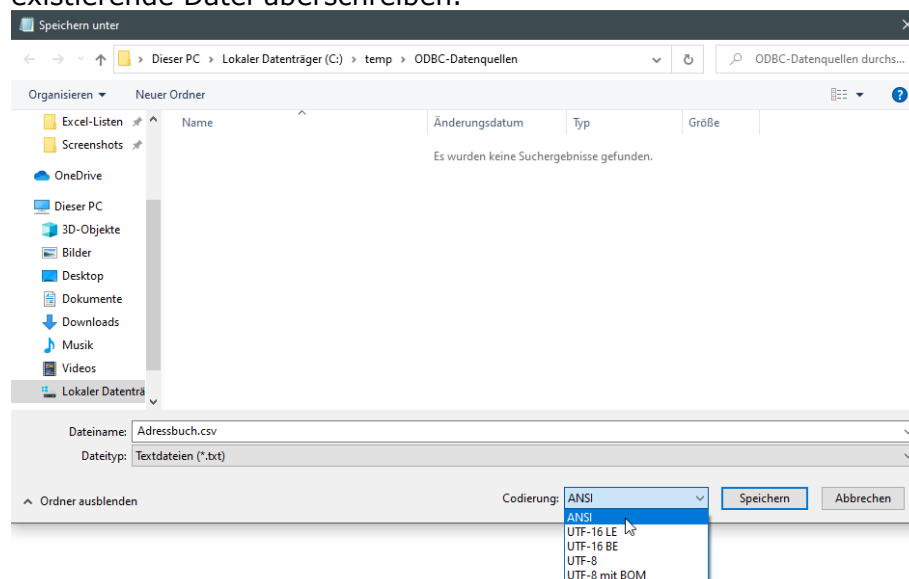 existierende Datei überschreiben.
Speichern unter
Dieser PC › Lokaler Datenträger (C:) › temp › ODBC-Datenquellen
ODBC-Datenquellen durchs...
Organisieren
Neuer Ordner
Excel-Listen
Screenshots
OneDrive
Dieser PC
3D-Objekte
Bilder
Desktop
Dokumente
Downloads
Musik
Videos
Lokaler Datenträ
Name
Änderungsdatum
Typ
Größe
Es wurden keine Suchergebnisse gefunden.
Dateiname: Adressbuch.csv
Dateityp: Textdateien (*.txt)
Ordner ausblenden
Codierung: ANSI
Speichern
Abbrechen
ANSI
UTF-16 LE
UTF-16 BE
UTF-8
UTF-8 mit BOM